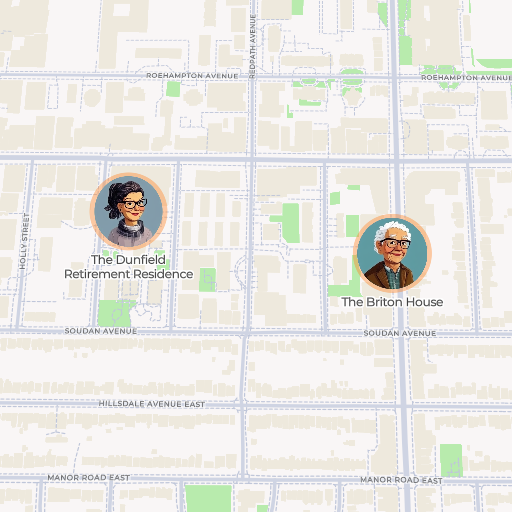 REDPATH AVENUE
ROEHAMPTON AVENUE
ROEHAMPTON AVENUE
HOLLY STREET
The Dunfield
Retirement Residence
The Briton House
SOUDAN AVENUE
SOUDAN AVENUE
HILLSDALE AVENUE EAST
MANOR ROAD EAST
MANOR ROAD EAST